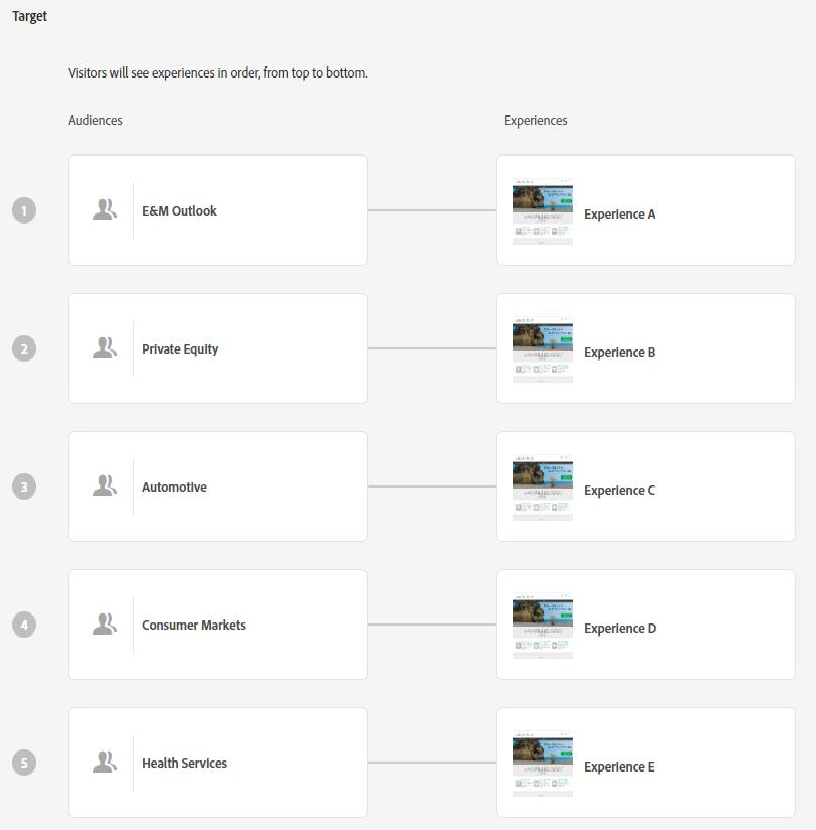 Target
Visitors will see experiences in order, from top to bottom.
Audiences Experiences
1 E&M Outlook Experience A
2 Private Equity Experience B
3 Automotive Experience C
4 Consumer Markets Experience D
5 Health Services Experience E